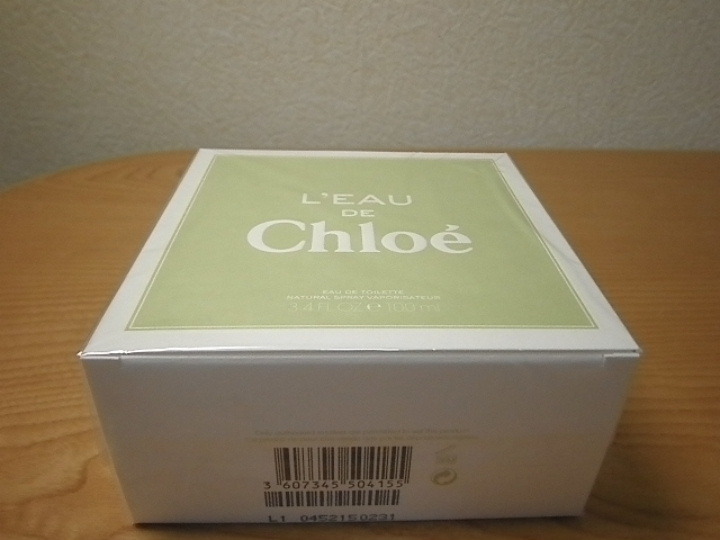 L'EAU
DE
Chloé
EAU DE TOILETTE
NATURAL SPRAY VAPORISATEUR
3.4 FL.OZ e 100 ml
3 607345 504155
L1 0452150231